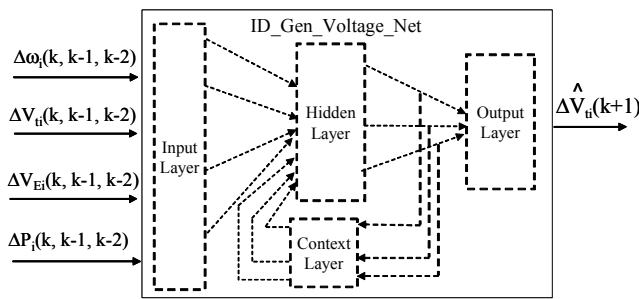 ID_Gen_Voltage_Net
Δωi(k, k-1, k-2)
ΔVti(k, k-1, k-2)
ΔVEi(k, k-1, k-2)
ΔPi(k, k-1, k-2)
Input
Layer
Hidden
Layer
Context
Layer
Output
Layer
ΔV̂ti(k+1)